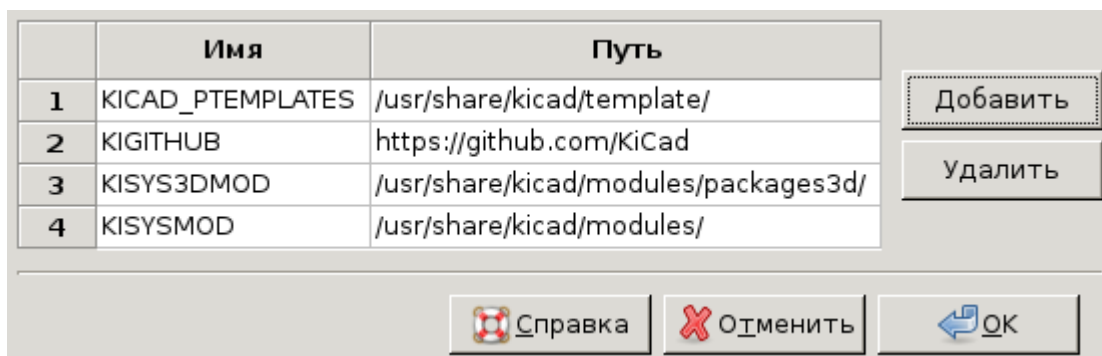 Имя Путь
1 KICAD_PTEMPLATES /usr/share/kicad/template/
Добавить
2 KIGITHUB https://github.com/KiCad
3 KISYS3DMOD /usr/share/kicad/modules/packages3d/
Удалить
4 KISYSMOD /usr/share/kicad/modules/
Справка Отменить OK